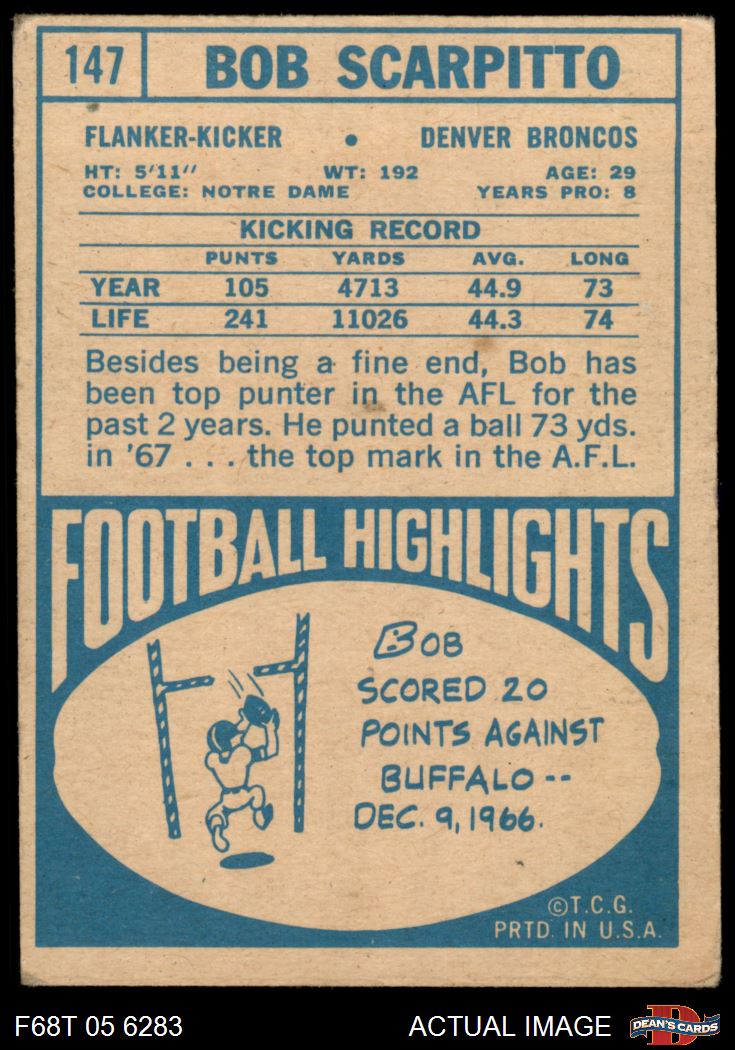 147 BOB SCARPITTO
FLANKER-KICKER • DENVER BRONCOS
HT: 5'11" WT: 192 AGE: 29
COLLEGE: NOTRE DAME YEARS PRO: 8
KICKING RECORD
PUNTS YARDS AVG. LONG
YEAR 105 4713 44.9 73
LIFE 241 11026 44.3 74
Besides being a fine end, Bob has
been top punter in the AFL for the
past 2 years. He punted a ball 73 yds.
in '67 . . . the top mark in the A.F.L.
FOOTBALL HIGHLIGHTS
BOB
SCORED 20
POINTS AGAINST
BUFFALO --
DEC. 9, 1966.
©T.C.G.
PRTD. IN U.S.A.
F68T 05 6283 ACTUAL IMAGE DEAN'S CARDS